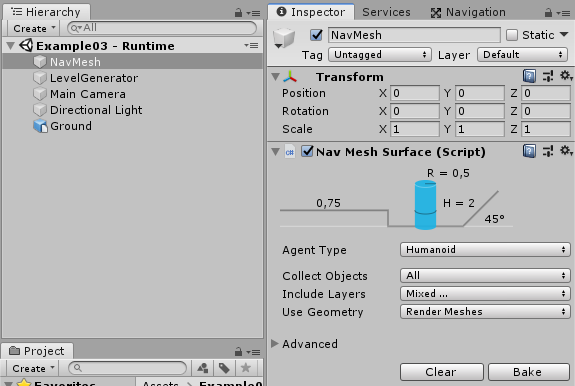 Hierarchy
Create
All
Example03 - Runtime
NavMesh
LevelGenerator
Main Camera
Directional Light
Ground
Project
Create
Favorites
Assets
Example0
Inspector
Services
Navigation
NavMesh
Static
Tag
Untagged
Layer
Default
Transform
Position X 0 Y 0 Z 0
Rotation X 0 Y 0 Z 0
Scale X 1 Y 1 Z 1
Nav Mesh Surface (Script)
R = 0,5
0,75
H = 2
45°
Agent Type Humanoid
Collect Objects All
Include Layers Mixed ...
Use Geometry Render Meshes
Advanced
Clear
Bake